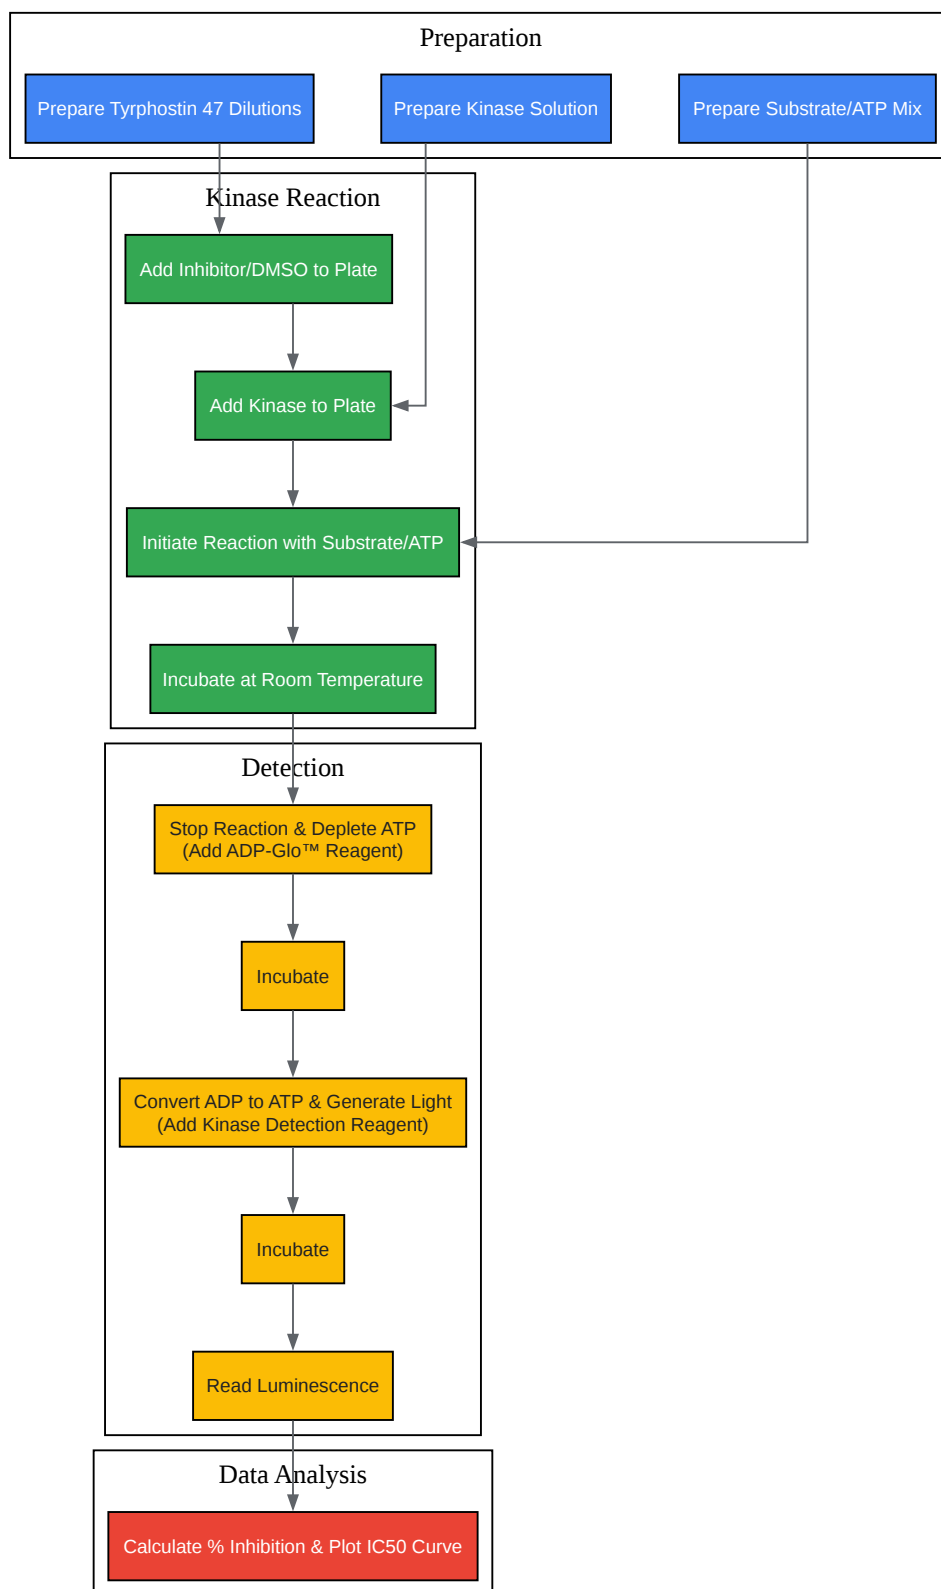 Preparation
Prepare Tyrphostin 47 Dilutions
Prepare Kinase Solution
Prepare Substrate/ATP Mix
Kinase Reaction
Add Inhibitor/DMSO to Plate
Add Kinase to Plate
Initiate Reaction with Substrate/ATP
Incubate at Room Temperature
Detection
Stop Reaction & Deplete ATP
(Add ADP-Glo™ Reagent)
Incubate
Convert ADP to ATP & Generate Light
(Add Kinase Detection Reagent)
Incubate
Read Luminescence
Data Analysis
Calculate % Inhibition & Plot IC50 Curve